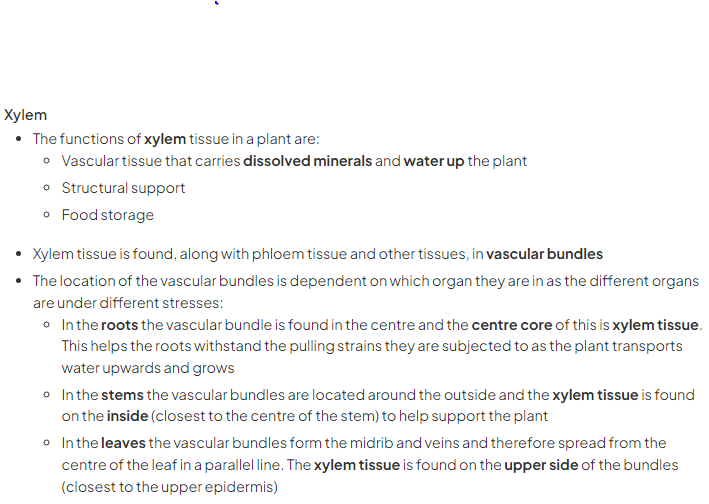 Xylem
• The functions of xylem tissue in a plant are:
◦ Vascular tissue that carries dissolved minerals and water up the plant
◦ Structural support
◦ Food storage
• Xylem tissue is found, along with phloem tissue and other tissues, in vascular bundles
• The location of the vascular bundles is dependent on which organ they are in as the different organs
are under different stresses:
◦ In the roots the vascular bundle is found in the centre and the centre core of this is xylem tissue.
This helps the roots withstand the pulling strains they are subjected to as the plant transports
water upwards and grows
◦ In the stems the vascular bundles are located around the outside and the xylem tissue is found
on the inside (closest to the centre of the stem) to help support the plant
◦ In the leaves the vascular bundles form the midrib and veins and therefore spread from the
centre of the leaf in a parallel line. The xylem tissue is found on the upper side of the bundles
(closest to the upper epidermis)